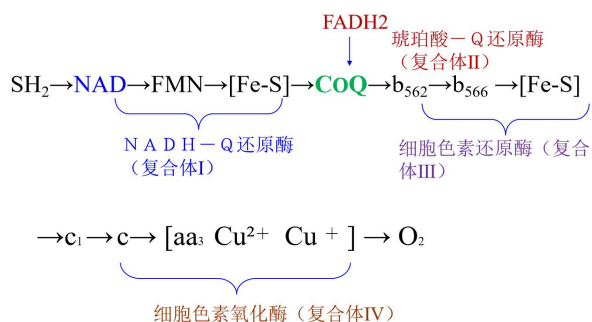 FADH2
琥珀酸－Q还原酶
（复合体II）
SH₂→NAD→FMN→[Fe-S]→CoQ→b₅₆₂→b₅₆₆→[Fe-S]
ＮＡＤH－Q还原酶
（复合体I）
细胞色素还原酶（复合
体III）
→c₁→c→[aa₃ Cu²⁺ Cu ⁺ ]→O₂
细胞色素氧化酶（复合体IV）